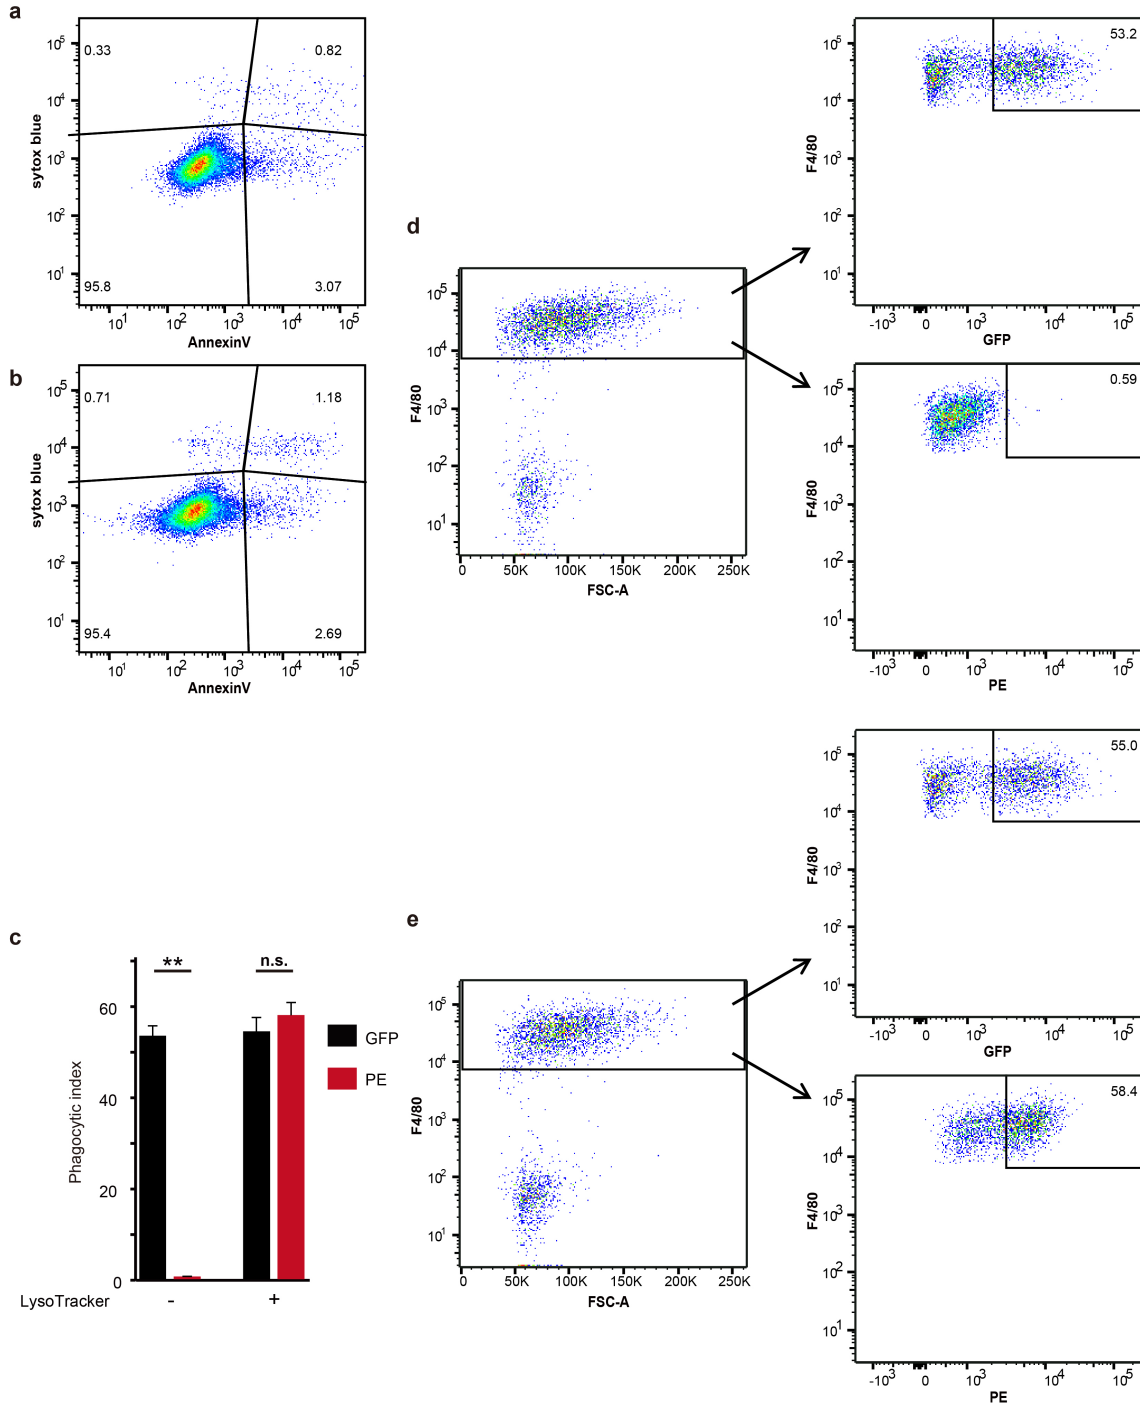 a
0.33
0.82
95.8
3.07
sytox blue
10^5
10^4
10^3
10^2
10^1
10^1
10^2
10^3
10^4
10^5
AnnexinV
b
0.71
1.18
95.4
2.69
sytox blue
10^5
10^4
10^3
10^2
10^1
10^1
10^2
10^3
10^4
10^5
AnnexinV
c
**
n.s.
60
40
20
0
Phagocytic index
GFP
PE
LysoTracker
-
+
d
F4/80
10^5
10^4
10^3
10^2
10^1
0
50K
100K
150K
200K
250K
FSC-A
53.2
F4/80
10^5
10^4
10^3
10^2
10^1
-10^3
0
10^3
10^4
10^5
GFP
0.59
F4/80
10^5
10^4
10^3
10^2
10^1
-10^3
0
10^3
10^4
10^5
PE
e
F4/80
10^5
10^4
10^3
10^2
10^1
0
50K
100K
150K
200K
250K
FSC-A
55.0
F4/80
10^5
10^4
10^3
10^2
10^1
-10^3
0
10^3
10^4
10^5
GFP
58.4
F4/80
10^5
10^4
10^3
10^2
10^1
-10^3
0
10^3
10^4
10^5
PE